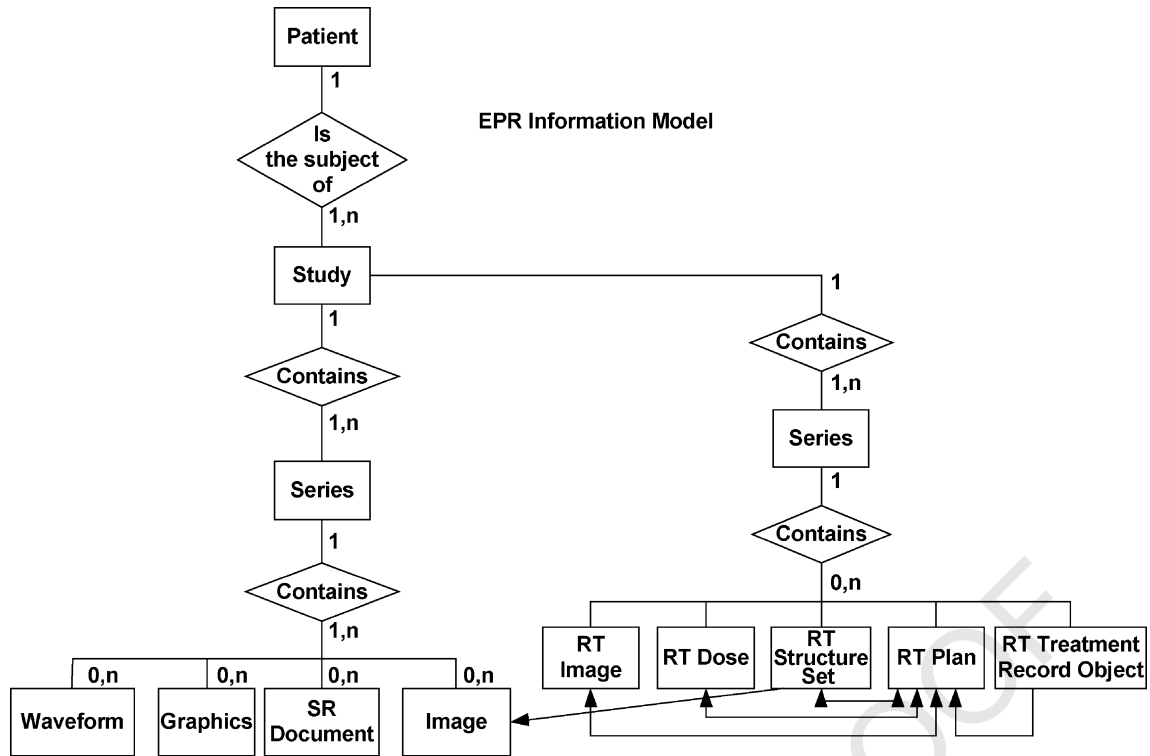 Patient
1
EPR Information Model
Is
the subject
of
1,n
Study
1
1
Contains
Contains
1,n
1,n
Series
Series
1
1
Contains
Contains
0,n
1,n
RT
Image
RT Dose
RT
Structure
Set
RT Plan
RT Treatment
Record Object
0,n
0,n
0,n
0,n
Waveform
Graphics
SR
Document
Image
OOF